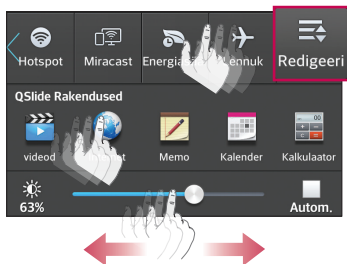 Hotspot Miracast Redigeeri
QSlide Rakendused
videod Memo Kalender Kalkulaator
63% Autom.